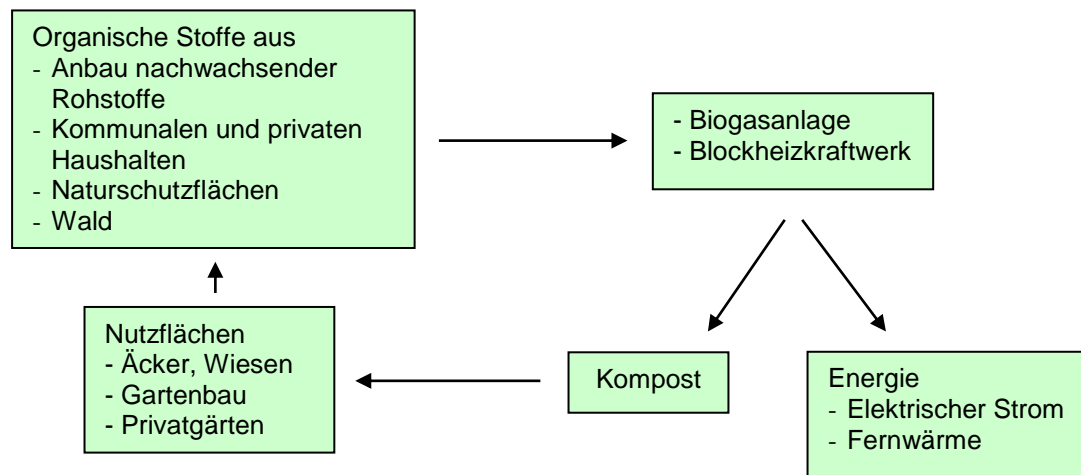 Organische Stoffe aus
- Anbau nachwachsender
Rohstoffe
- Kommunalen und privaten
Haushalten
- Naturschutzflächen
- Wald
- Biogasanlage
- Blockheizkraftwerk
Nutzflächen
- Äcker, Wiesen
- Gartenbau
- Privatgärten
Kompost
Energie
- Elektrischer Strom
- Fernwärme